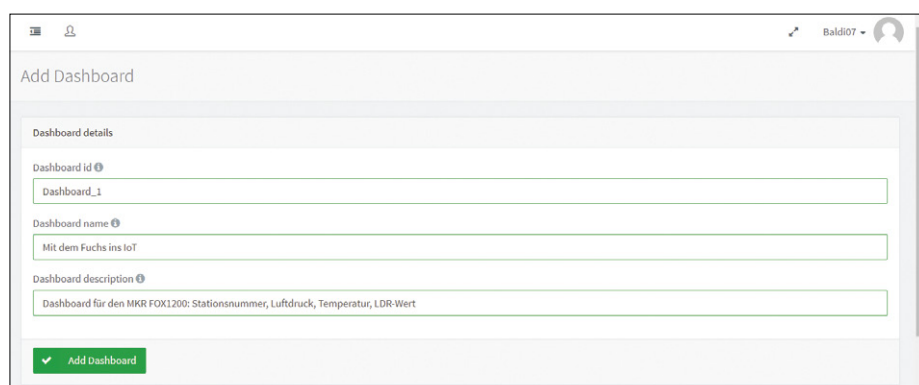 Baldi07
Add Dashboard
Dashboard details
Dashboard id
Dashboard_1
Dashboard name
Mit dem Fuchs ins IoT
Dashboard description
Dashboard für den MKR FOX1200: Stationsnummer, Luftdruck, Temperatur, LDR-Wert
Add Dashboard